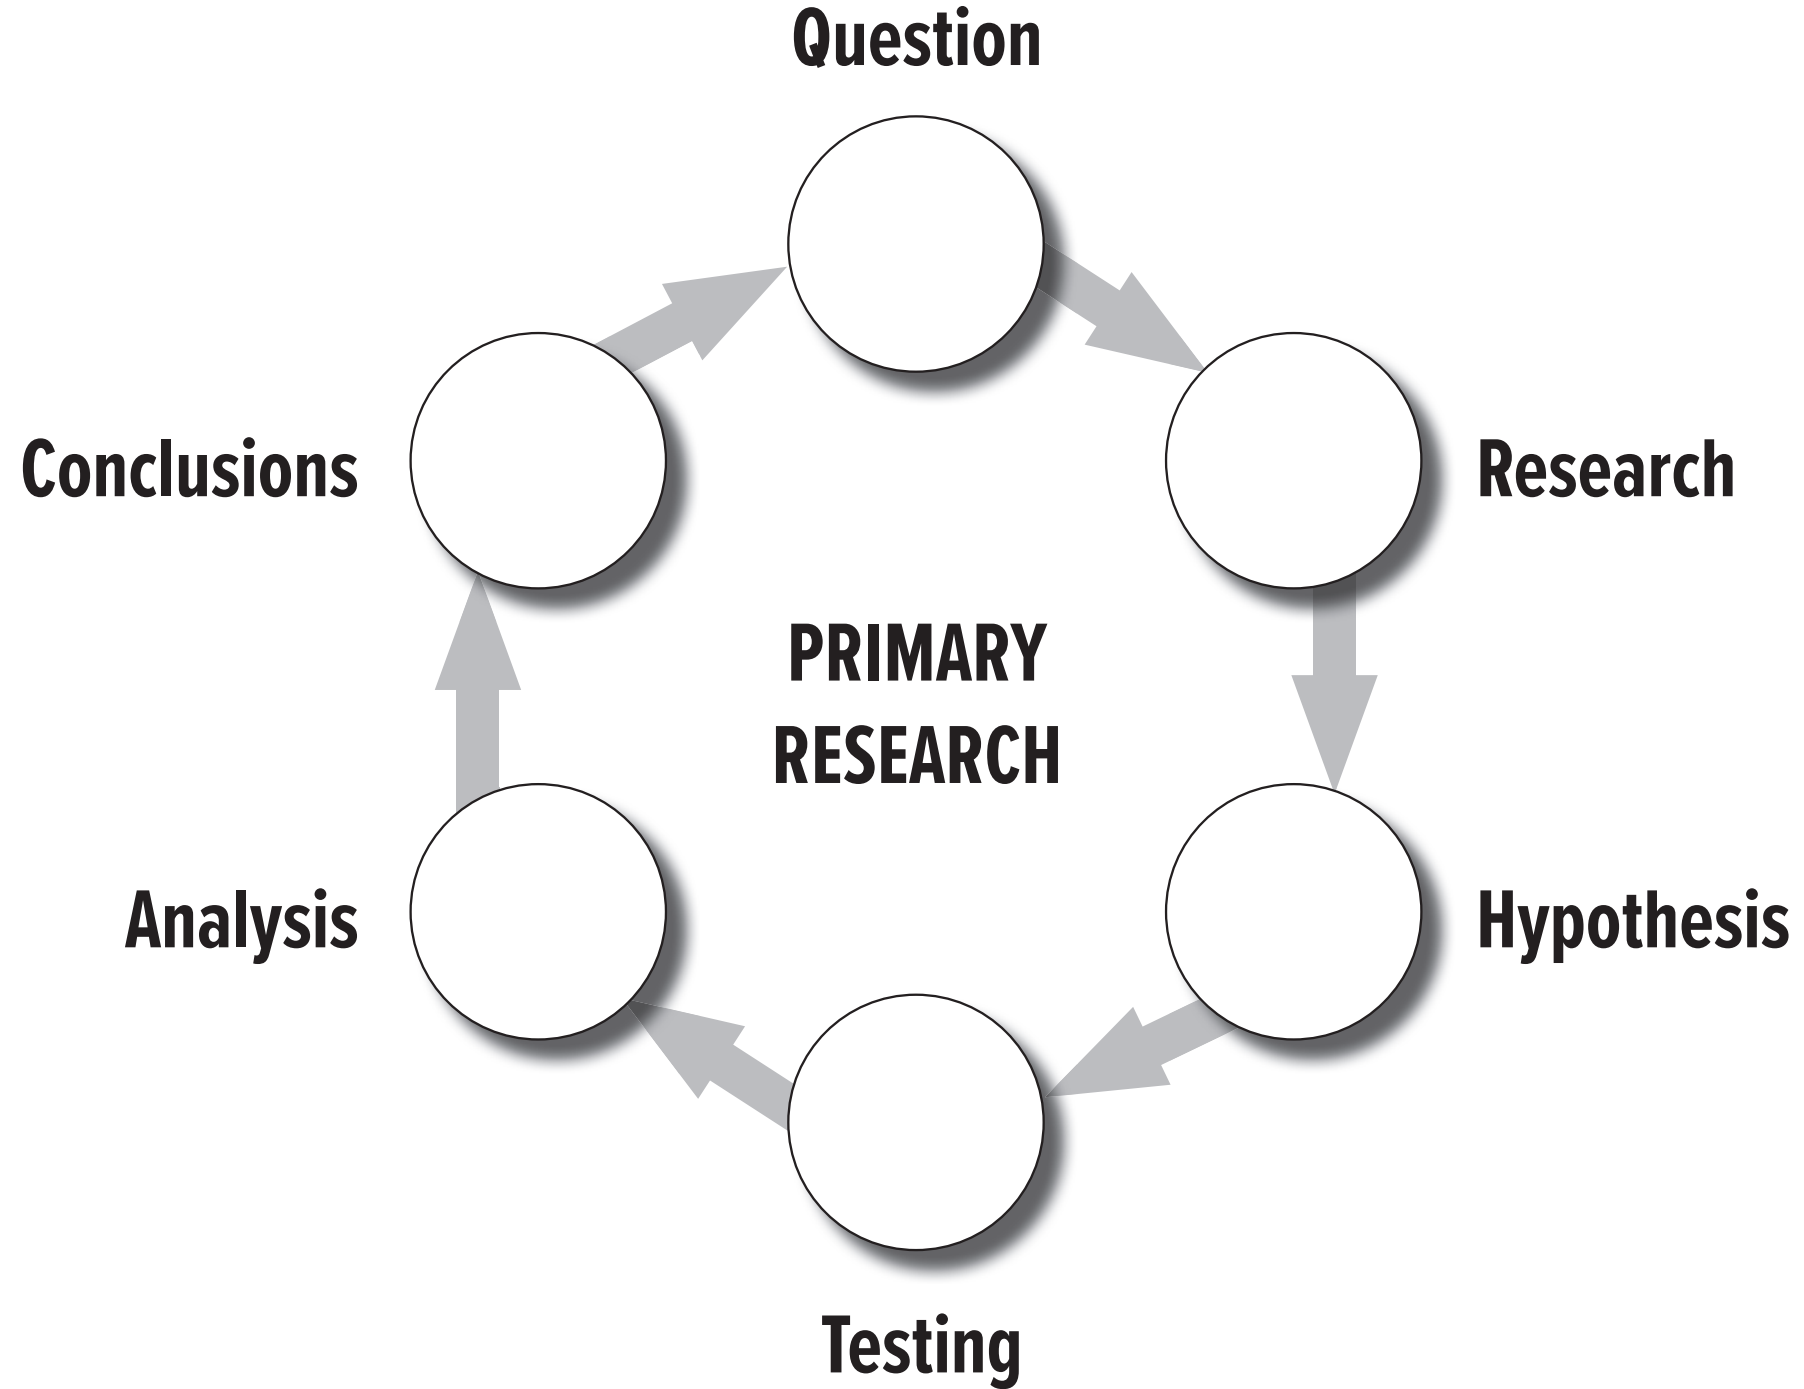 Question
Conclusions
Research
PRIMARY
RESEARCH
Analysis
Hypothesis
Testing